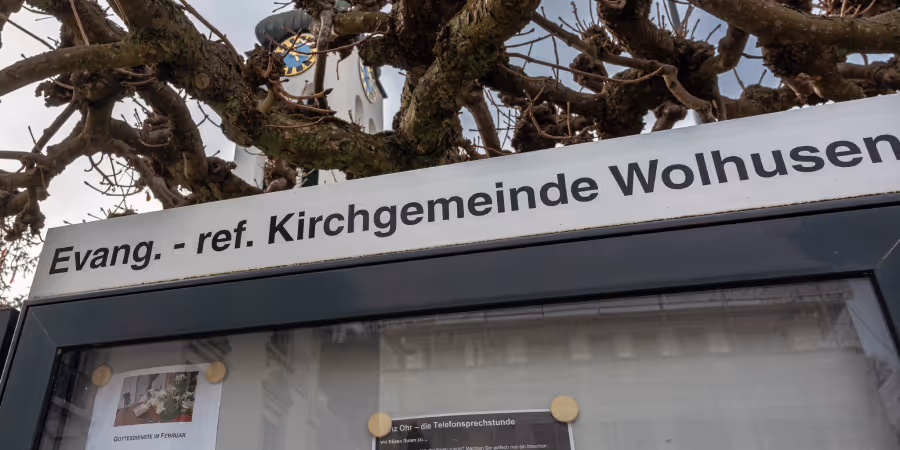 Evang. - ref. Kirchgemeinde Wolhusen
GOTTESDIENSTE IM FEBRUAR
Ohr – die Telefonsprechstunde